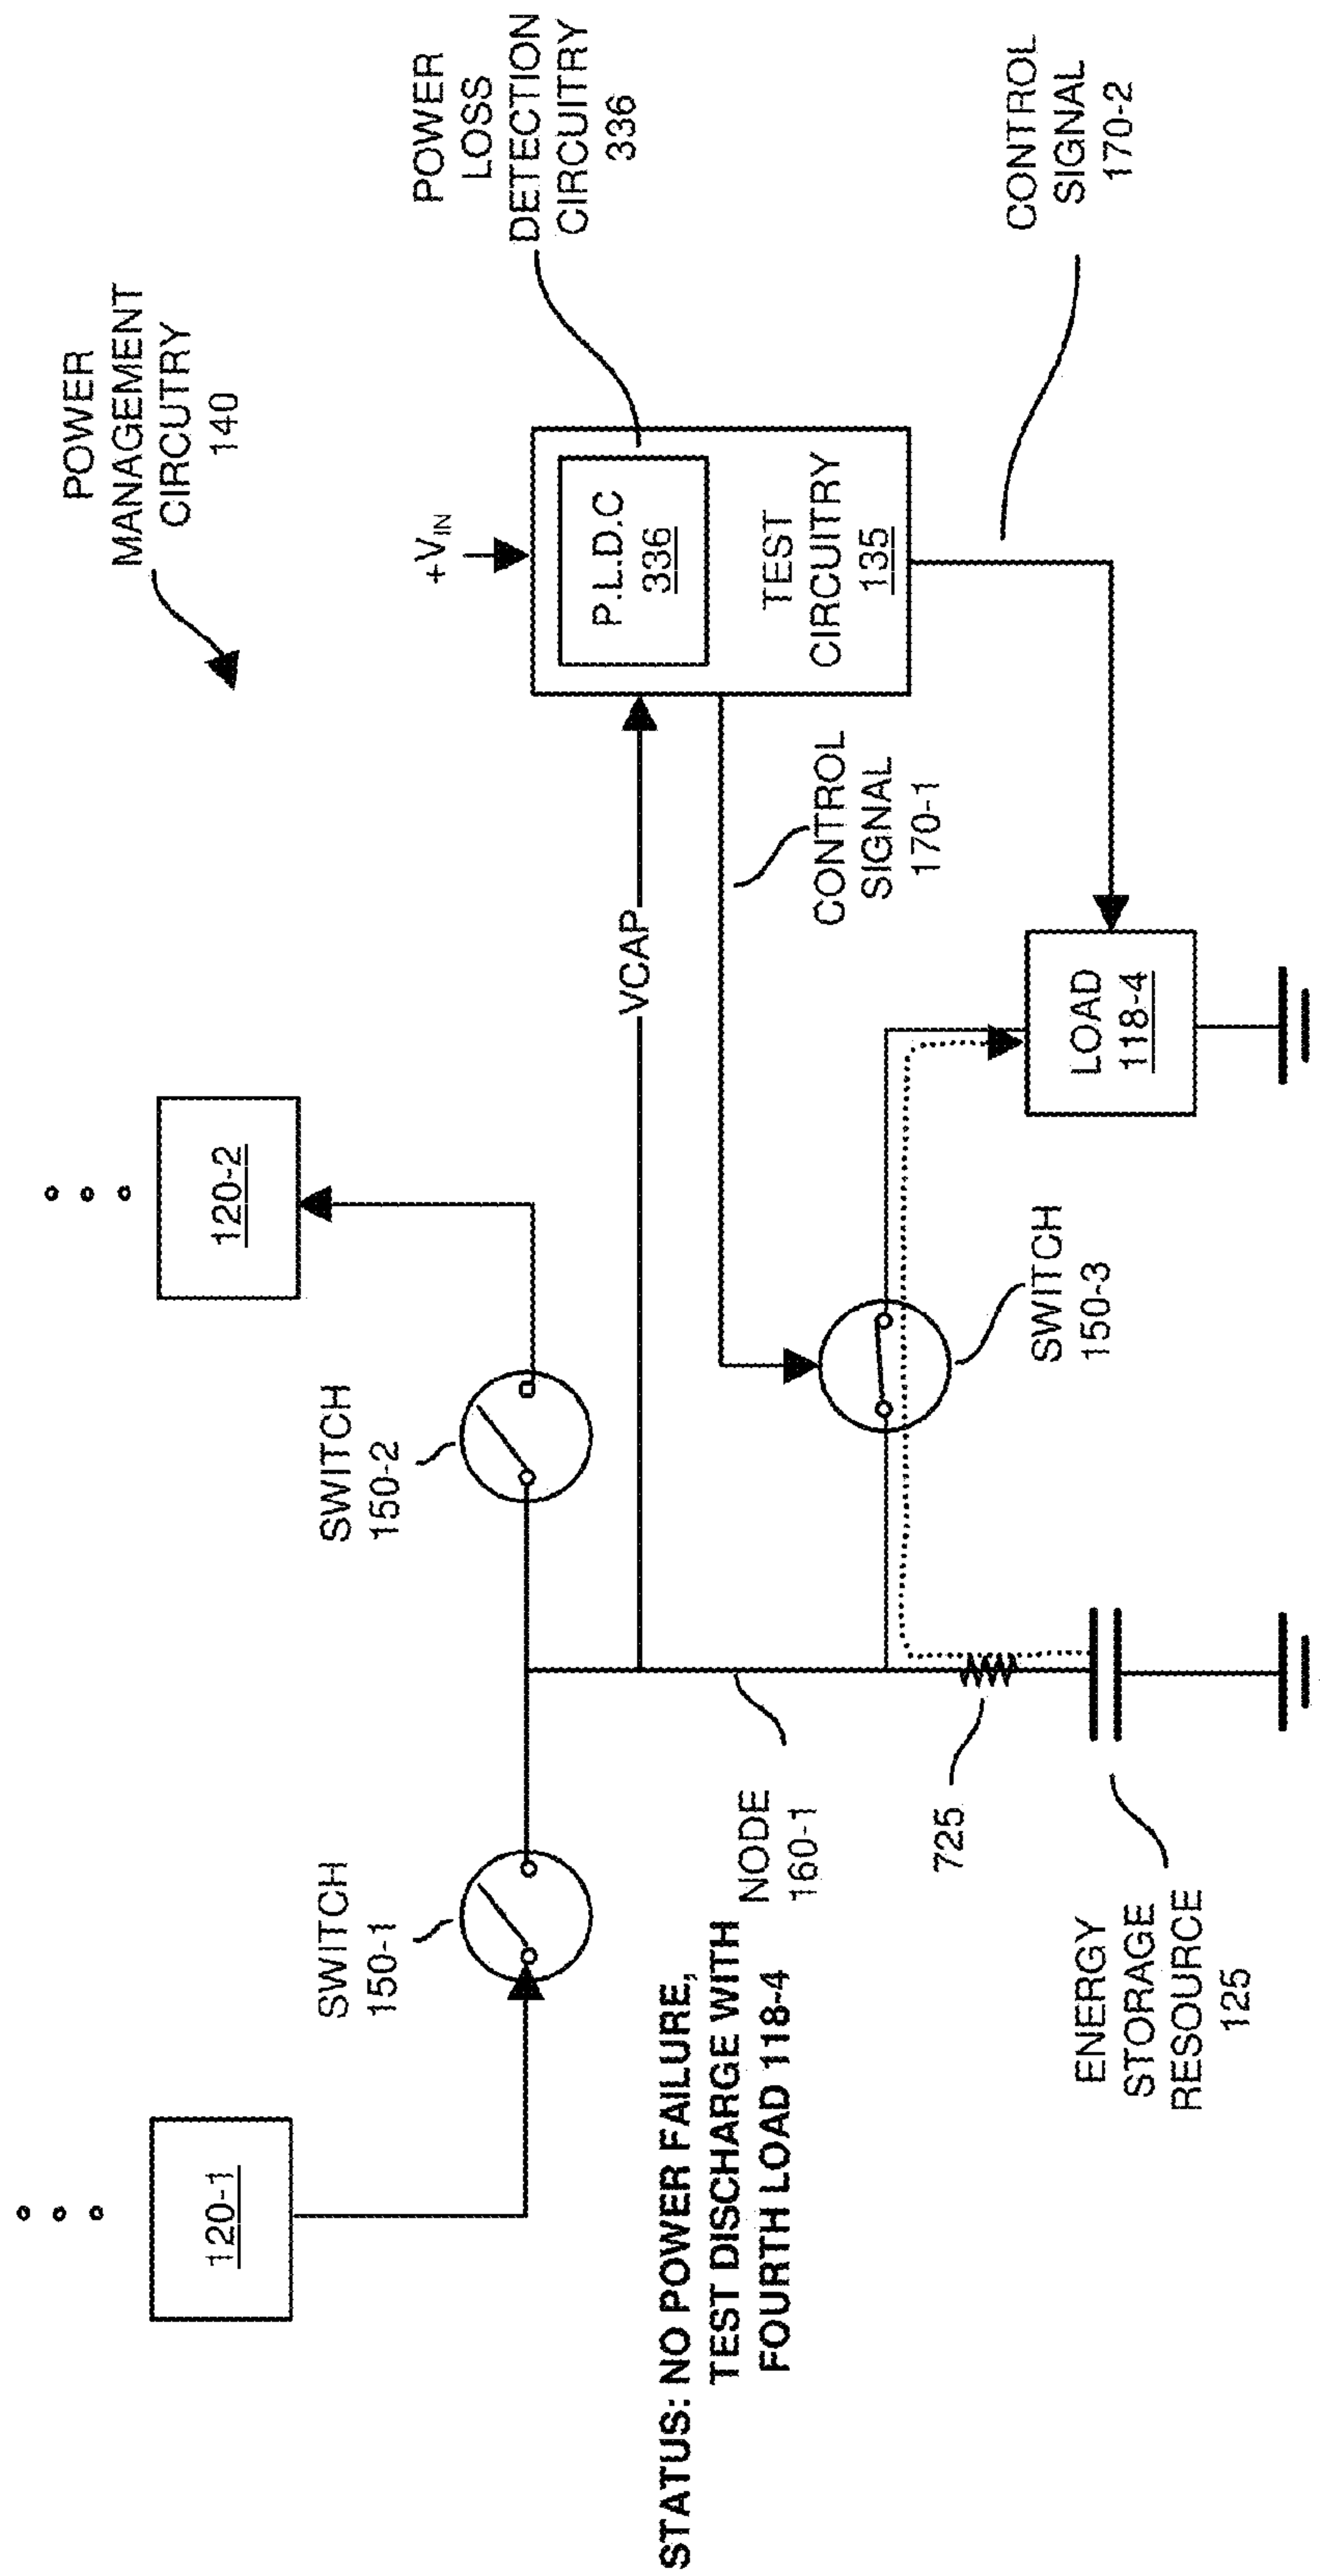 POWER
MANAGEMENT
CIRCUTRY
140
120-1
120-2
SWITCH
150-1
SWITCH
150-2
+VIN
POWER
LOSS
DETECTION
CIRCUITRY
336
P.L.D.C
336
TEST
CIRCUITRY
135
VCAP
STATUS: NO POWER FAILURE,
TEST DISCHARGE WITH
FOURTH LOAD 118-4
NODE
160-1
CONTROL
SIGNAL
170-1
CONTROL
SIGNAL
170-2
725
SWITCH
150-3
LOAD
118-4
ENERGY
STORAGE
RESOURCE
125